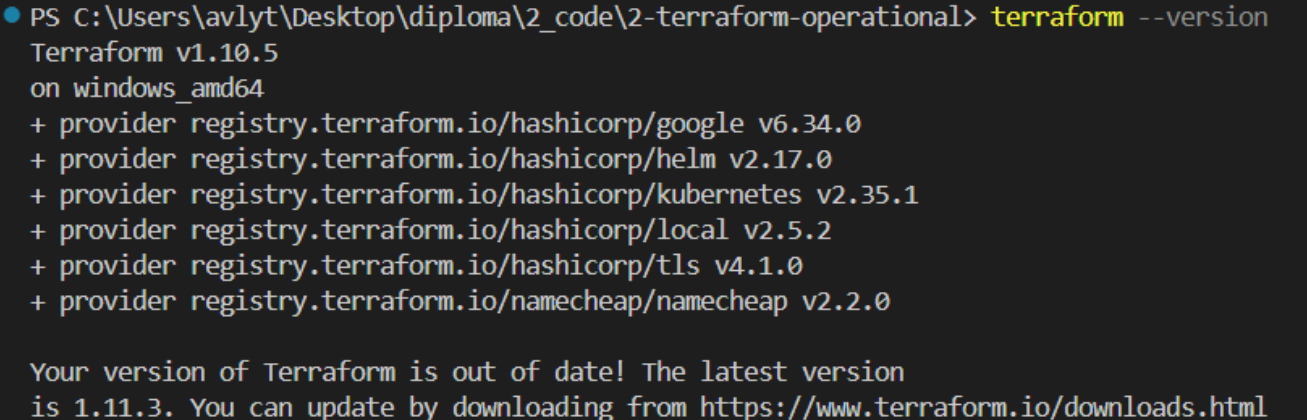 PS C:\Users\avlyt\Desktop\diploma\2_code\2-terraform-operational> terraform --version
Terraform v1.10.5
on windows_amd64
+ provider registry.terraform.io/hashicorp/google v6.34.0
+ provider registry.terraform.io/hashicorp/helm v2.17.0
+ provider registry.terraform.io/hashicorp/kubernetes v2.35.1
+ provider registry.terraform.io/hashicorp/local v2.5.2
+ provider registry.terraform.io/hashicorp/tls v4.1.0
+ provider registry.terraform.io/namecheap/namecheap v2.2.0
Your version of Terraform is out of date! The latest version
is 1.11.3. You can update by downloading from https://www.terraform.io/downloads.html